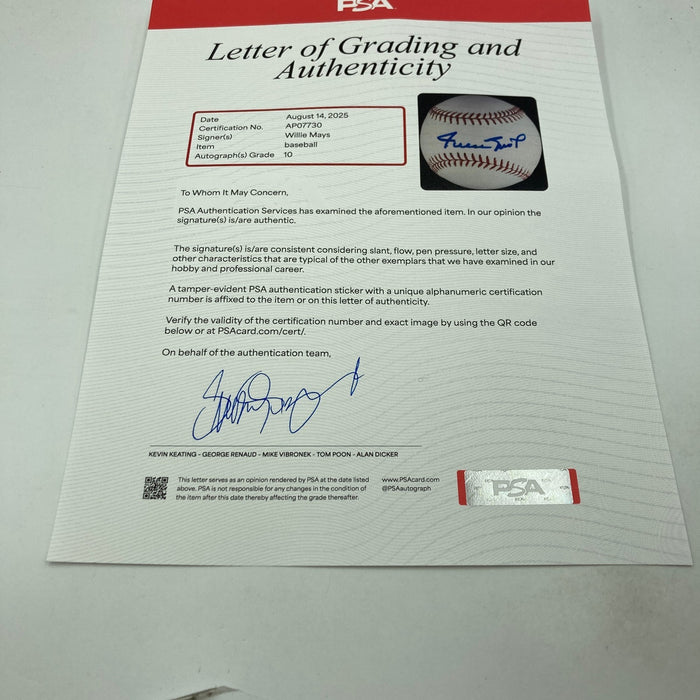 PSA
Letter of Grading and
Authenticity
Date August 14, 2025
Certification No. AP07730
Signer(s) Willie Mays
Item baseball
Autograph(s) Grade 10
Willie Mays
To Whom It May Concern,
PSA Authentication Services has examined the aforementioned item. In our opinion the
signature(s) is/are authentic.
The signature(s) is/are consistent considering slant, flow, pen pressure, letter size, and
other characteristics that are typical of the other exemplars that we have examined in our
hobby and professional career.
A tamper-evident PSA authentication sticker with a unique alphanumeric certification
number is affixed to the item or on this letter of authenticity.
Verify the validity of the certification number and exact image by using the QR code
below or at PSAcard.com/cert/.
On behalf of the authentication team,
KEVIN KEATING - GEORGE RENAUD - MIKE VIBRONEK - TOM POON - ALAN DICKER
This letter serves as an opinion rendered by PSA at the date listed
above. PSA is not responsible for any changes in the condition of
the item after this date thereby affecting the grade thereafter.
www.PSAcard.com
@PSAautograph
PSA